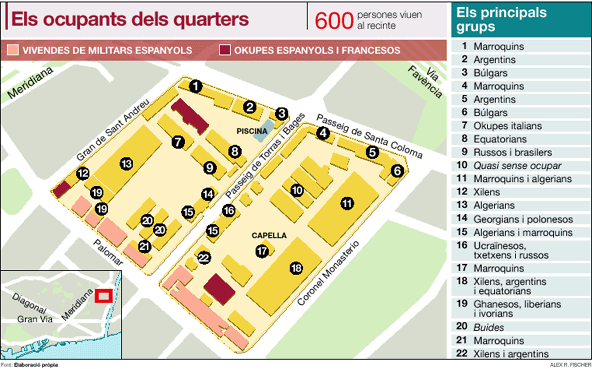 Els ocupants dels quarters
600 persones viuen
al recinte
VIVENDES DE MILITARS ESPANYOLS
OKUPES ESPANYOLS I FRANCESOS
Meridiana
Via
Favència
Gran de Sant Andreu
Passeig de Torras i Bages
Passeig de Santa Coloma
PISCINA
CAPELLA
Palomar
Coronel Monasterio
1
2
3
4
5
6
7
8
9
10
11
12
13
14
15
15
16
17
18
19
19
20
20
21
22
Diagonal
Gran Via
Meridiana
Els principals
grups
1 Marroquins
2 Argentins
3 Búlgars
4 Marroquins
5 Argentins
6 Búlgars
7 Okupes italians
8 Equatorians
9 Russos i brasilers
10 Quasi sense ocupar
11 Marroquins i algerians
12 Xilens
13 Algerians
14 Georgians i polonesos
15 Algerians i marroquins
16 Ucraïnesos,
txetxens i russos
17 Marroquins
18 Xilens, argentins
i equatorians
19 Ghanesos, liberians
i ivorians
20 Buides
21 Marroquins
22 Xilens i argentins
Font: Elaboració pròpia
ALEX R. FISCHER